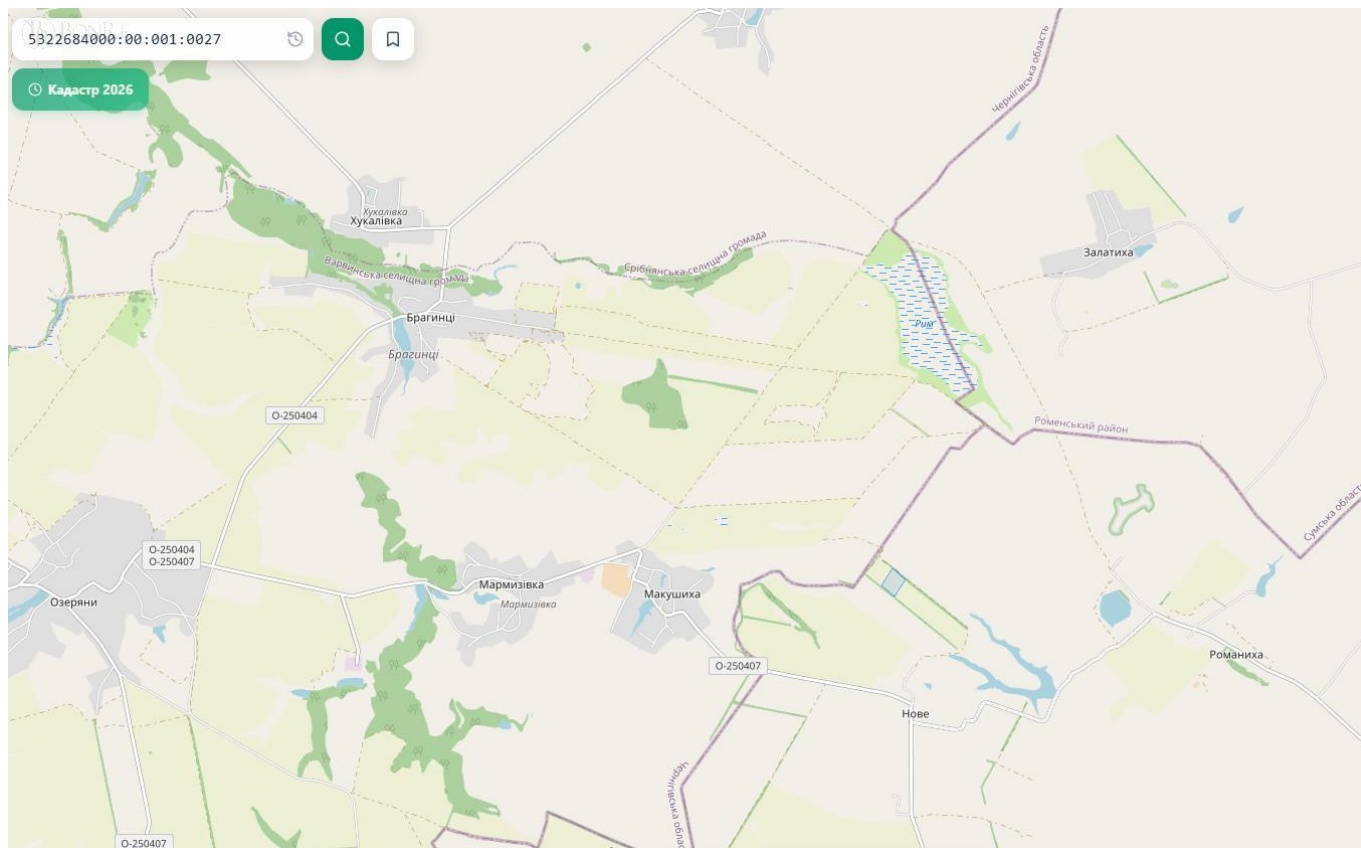 5322684000:00:001:0027
Кадастр 2026
Чернігівська область
Хукалівка
Хукалівка
Залатиха
Варвинська селищна громада
Срібнянська селищна громада
Брагинці
Рим
Брагинці
О-250404
Роменський район
Сумська область
О-250404
О-250407
Озеряни
Мармизівка
Мармизівка
Макушиха
О-250407
Романиха
Нове
Чернігівська облас
О-250407